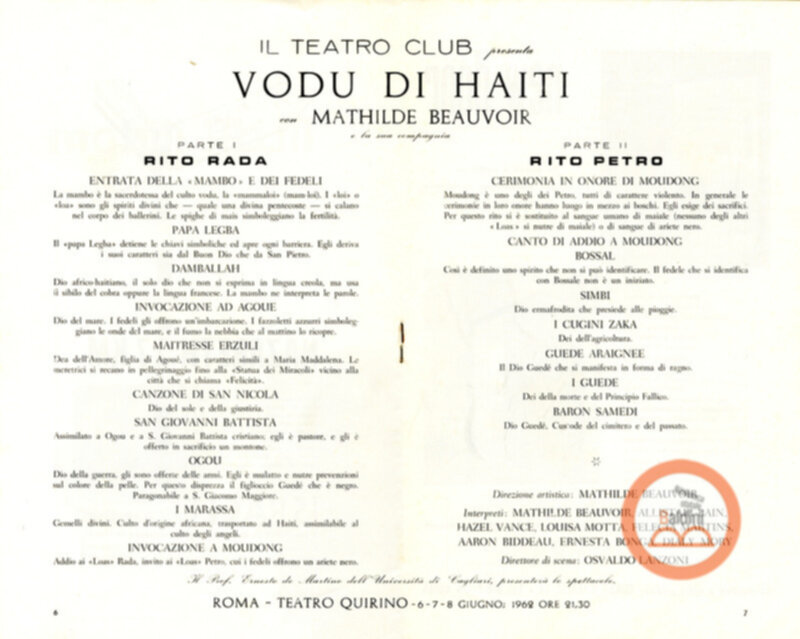 IL TEATRO CLUB presenta
VODU DI HAITI
con MATHILDE BEAUVOIR
e la sua compagnia
PARTE I
RITO RADA
ENTRATA DELLA «MAMBO» E DEI FEDELI
La mambo è la sacerdotessa del culto vodu, la «mammaloi» (mam-loi). I «loi» o
«loa» sono gli spiriti divini che — quale una divina pentecoste — si calano
nel corpo dei ballerini. Le spighe di mais simboleggiano la fertilità.
PAPA LEGBA
Il «papa Legba» detiene le chiavi simboliche ed apre ogni barriera. Egli deriva
i suoi caratteri sia dal Buon Dio che da San Pietro.
DAMBALLAH
Dio africo-haitiano, il solo dio che non si esprima in lingua creola, ma usa
il sibilo del cobra oppure la lingua francese. La mambo ne interpreta le parole.
INVOCAZIONE AD AGOUE
Dio del mare. I fedeli gli offrono un'imbarcazione. I fazzoletti azzurri simboleg-
giano le onde del mare, e il fumo la nebbia che al mattino lo ricopre.
MAITRESSE ERZULI
Dea dell'Amore, figlia di Agoué, con caratteri simili a Maria Maddalena. Le
meretrici si recano in pellegrinaggio fino alla «Statua dei Miracoli» vicino alla
città che si chiama «Felicità».
CANZONE DI SAN NICOLA
Dio del sole e della giustizia.
SAN GIOVANNI BATTISTA
Assimilato a Ogou e a S. Giovanni Battista cristiano; egli è pastore, e gli è
offerto in sacrificio un montone.
OGOU
Dio della guerra, gli sono offerte delle armi. Egli è mulatto e nutre prevenzioni
sul colore della pelle. Per questo disprezza il figlioccio Guedé che è negro.
Paragonabile a S. Giacomo Maggiore.
I MARASSA
Gemelli divini. Culto d'origine africana, trasportato ad Haiti, assimilabile al
culto degli angeli.
INVOCAZIONE A MOUDONG
Addio ai «Loas» Rada, invito ai «Loas» Petro, cui i fedeli offrono un ariete nero.
PARTE II
RITO PETRO
CERIMONIA IN ONORE DI MOUDONG
Moudong è uno degli dei Petro, tutti di carattere violento. In generale le
cerimonie in loro onore hanno luogo in mezzo ai boschi. Egli esige dei sacrifici.
Per questo rito si è sostituito al sangue umano di maiale (nessuno degli altri
«Loas» si nutre di maiale) o di sangue di ariete nero.
CANTO DI ADDIO A MOUDONG
BOSSAL
Così è definito uno spirito che non si può identificare. Il fedele che si identifica
con Bossale non è un iniziato.
SIMBI
Dio ermafrodita che presiede alle pioggie.
I CUGINI ZAKA
Dei dell'agricoltura.
GUEDE ARAIGNEE
Il Dio Guedé che si manifesta in forma di ragno.
I GUEDE
Dei della morte e del Principio Fallico.
BARON SAMEDI
Dio Guedé, Custode del cimitero e del passato.
Direzione artistica: MATHILDE BEAUVOIR
Interpreti: MATHILDE BEAUVOIR,
HAZEL VANCE, LOUISA MOTTA,
AARON BIDDEAU, ERNESTA
Direttore di scena: OSVALDO LANZONI
Il Prof. Ernesto de Martino dell'Università di Cagliari, presenterà lo spettacolo.
ROMA - TEATRO QUIRINO - 6-7-8 GIUGNO: 1962 ORE 21,30
6
7